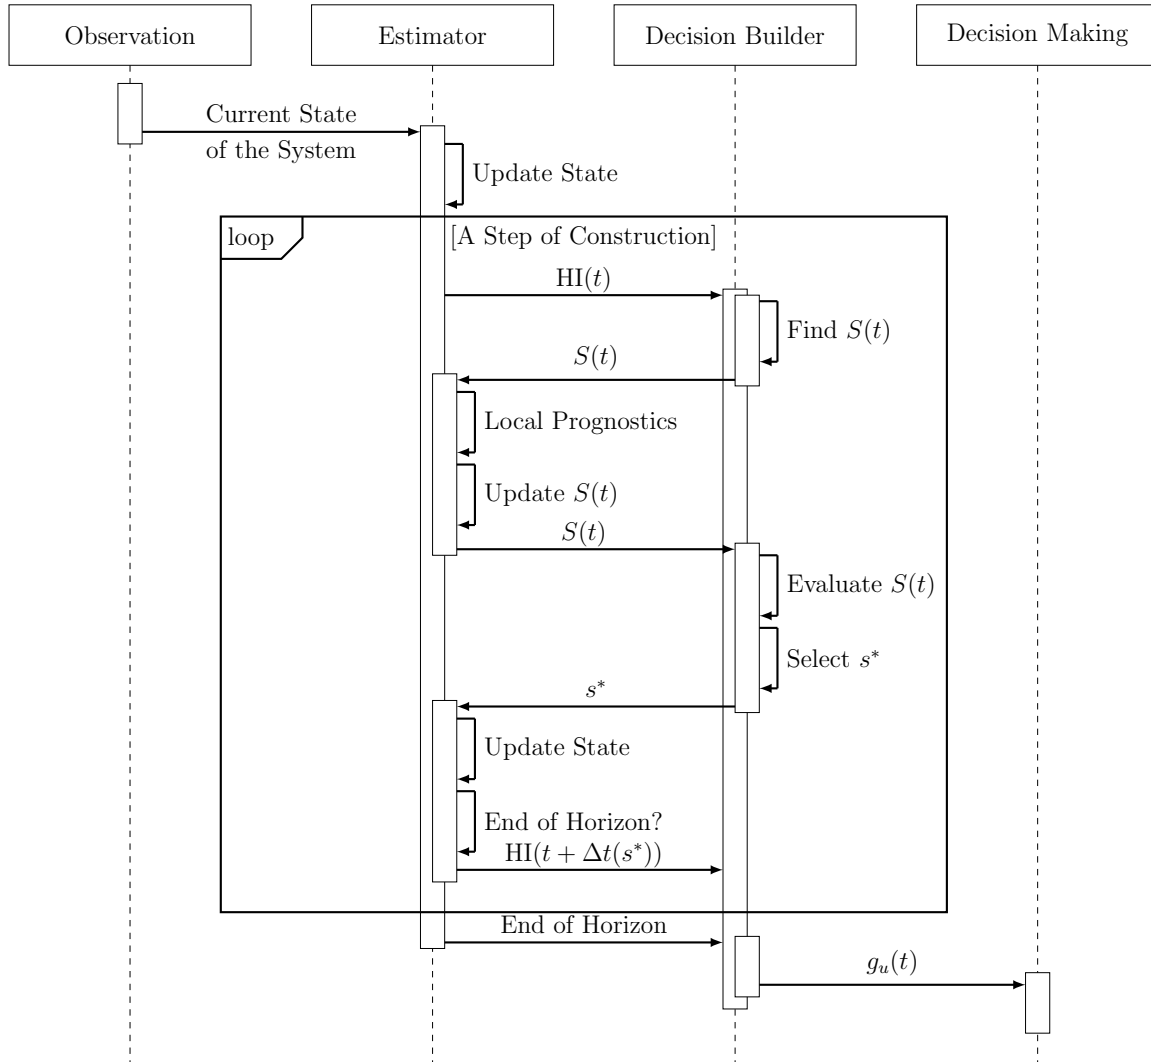 Observation
Estimator
Decision Builder
Decision Making
Current State
of the System
Update State
loop
[A Step of Construction]
HI(t)
Find S(t)
S(t)
Local Prognostics
Update S(t)
S(t)
Evaluate S(t)
Select s*
s*
Update State
End of Horizon?
HI(t + Δt(s*))
End of Horizon
g_u(t)